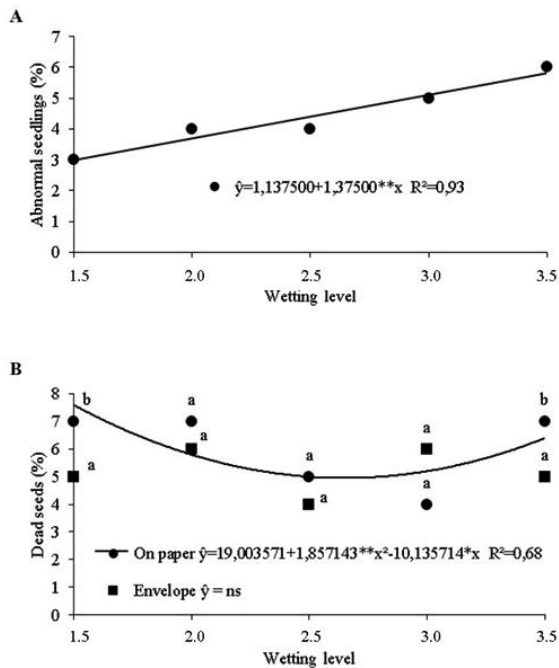 A
Abnormal seedlings (%)
7
6
5
4
3
2
1
0
ŷ=1,137500+1,37500**x R²=0,93
1.5 2.0 2.5 3.0 3.5
Wetting level
B
Dead seeds (%)
8
7
6
5
4
3
2
1
0
b a b
a a a a
a a
a
On paper ŷ=19,003571+1,857143**x²-10,135714*x R²=0,68
Envelope ŷ = ns
1.5 2.0 2.5 3.0 3.5
Wetting level